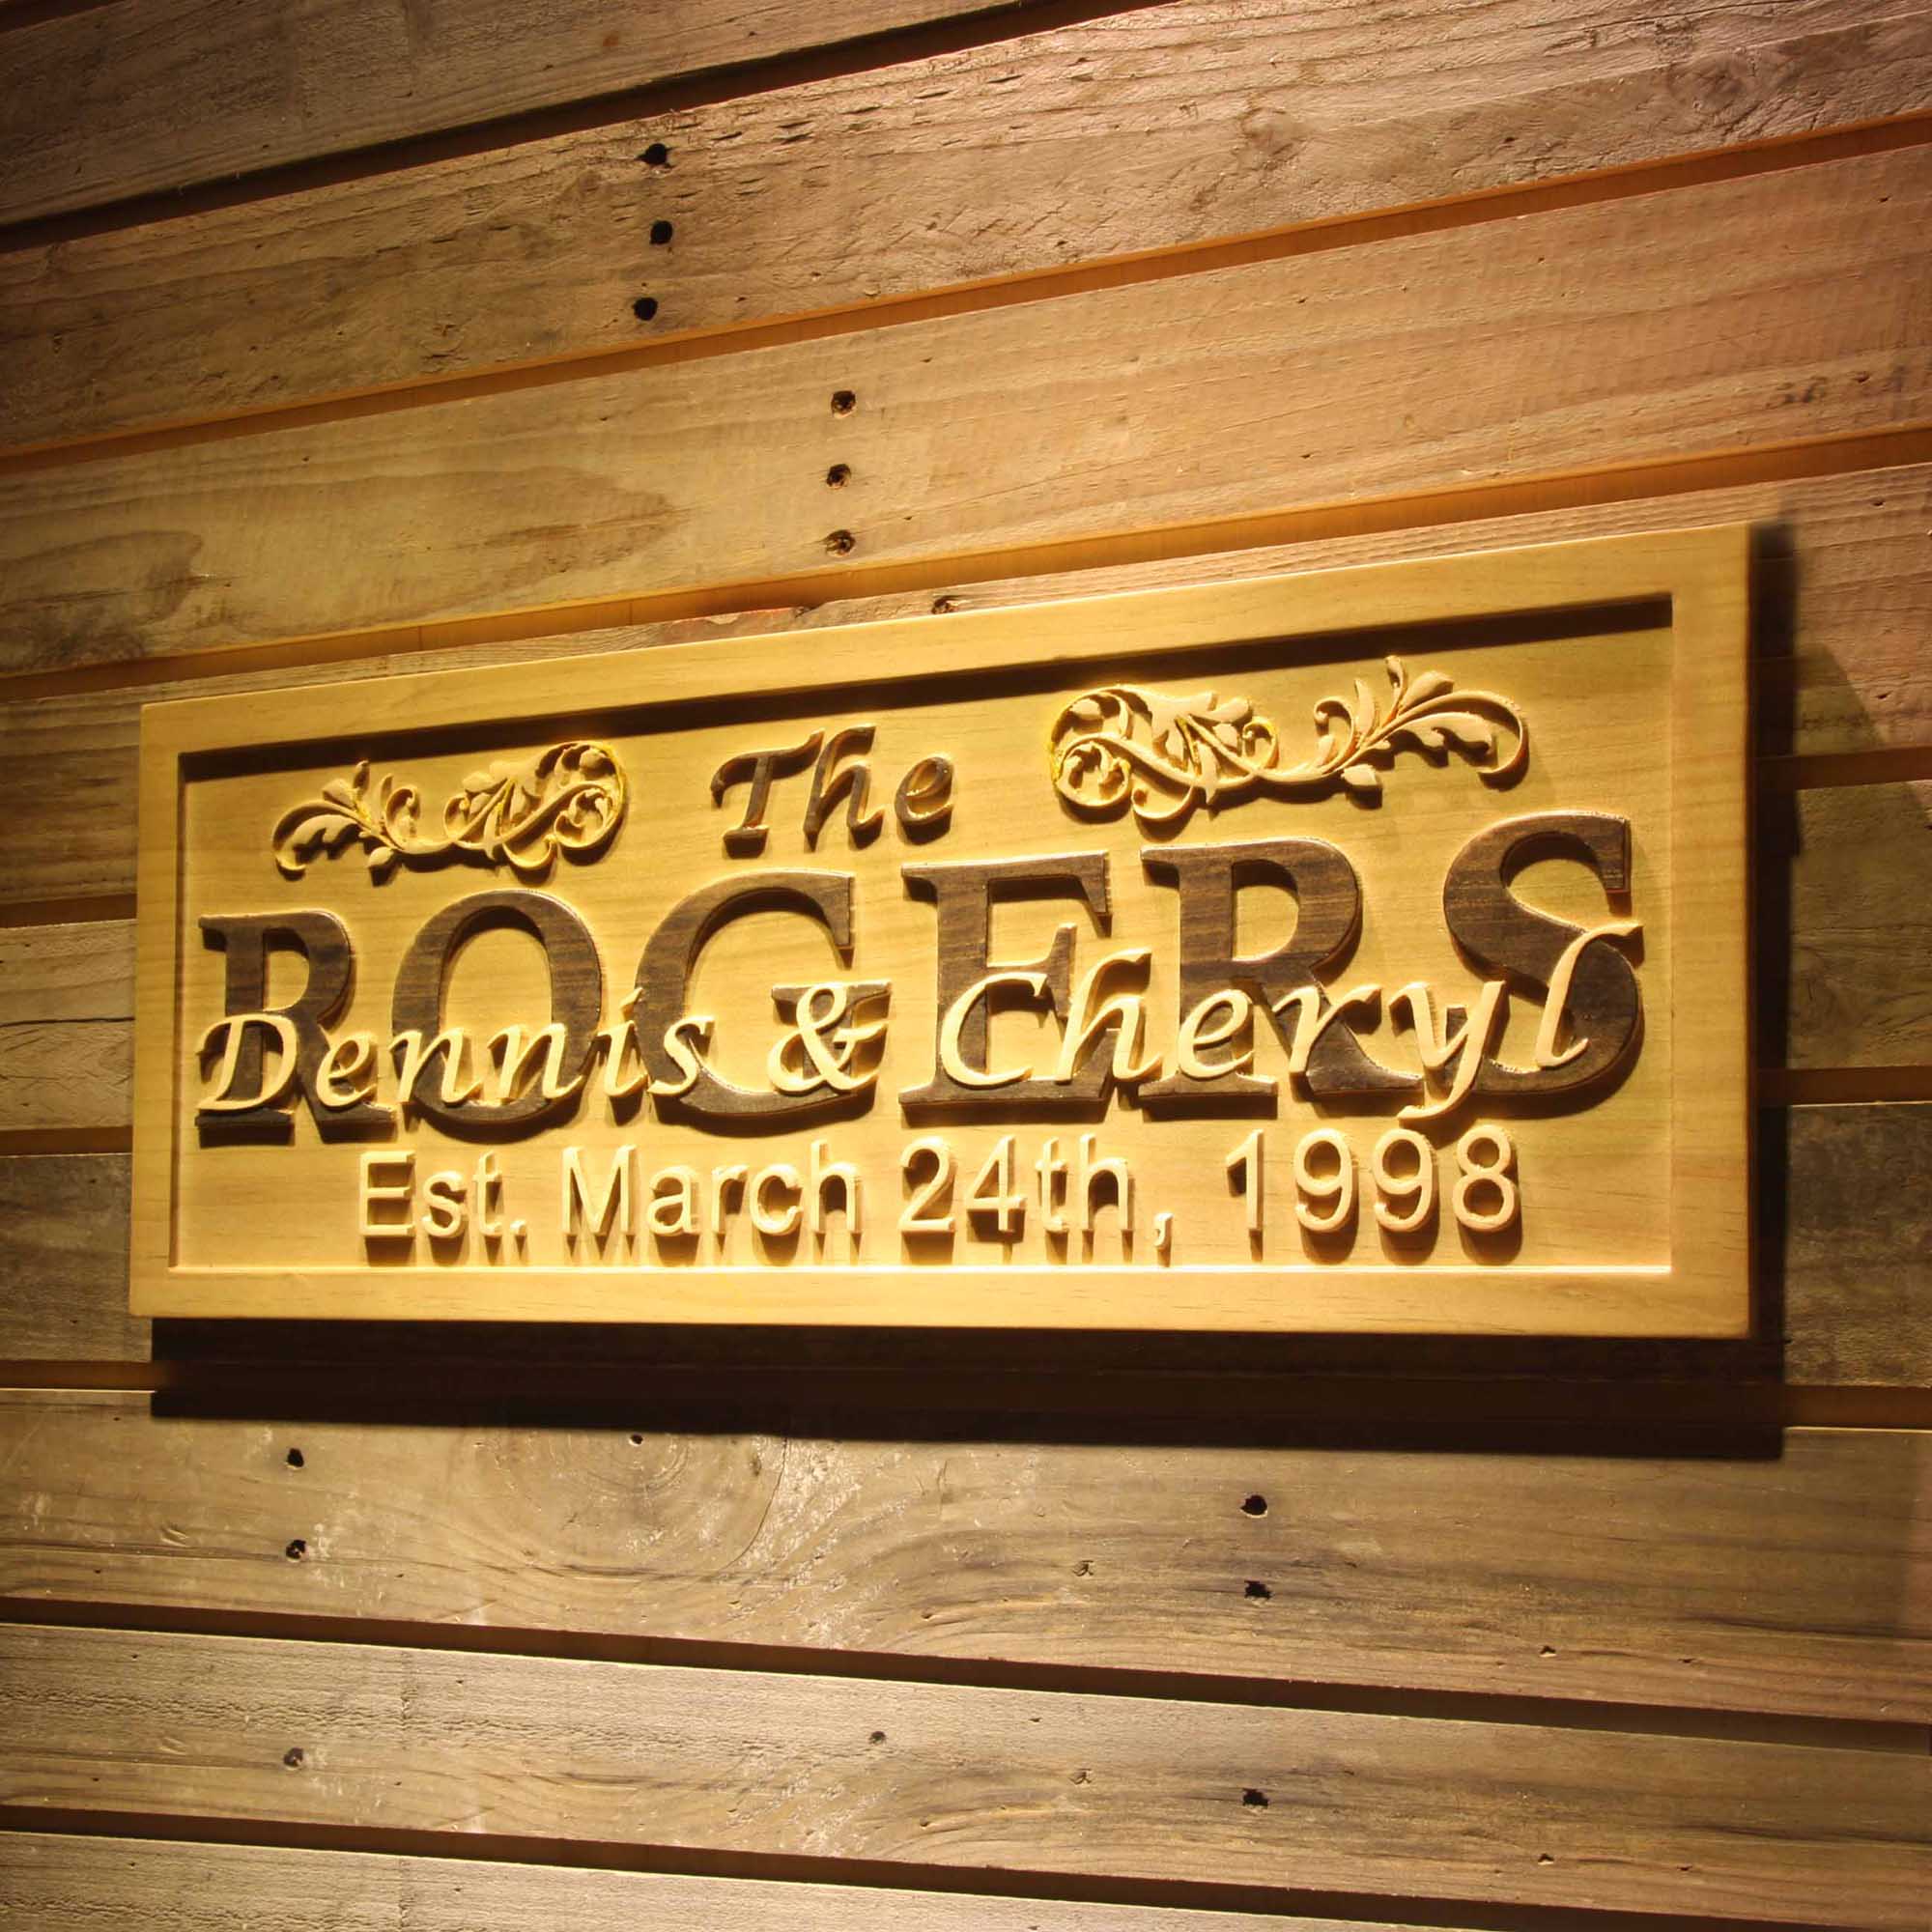 The
ROGERS
Dennis & Cheryl
Est. March 24th, 1998